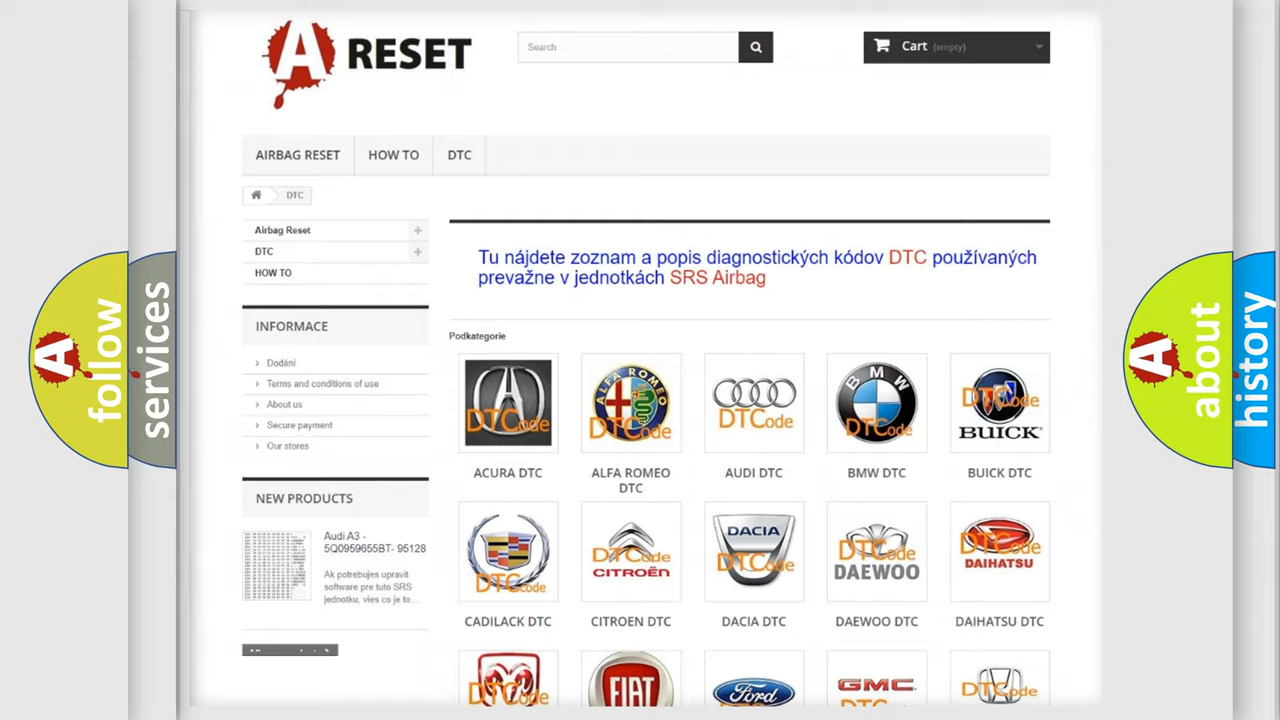 A RESET
Search
Cart (empty)
AIRBAG RESET
HOW TO
DTC
DTC
Airbag Reset
DTC
HOW TO
INFORMACE
Dodání
Terms and conditions of use
About us
Secure payment
Our stores
NEW PRODUCTS
Audi A3 -
5Q0959655BT- 95128
Ak potrebujes upravit
software pre tuto SRS
jednotku, vies co je to...
Tu nájdete zoznam a popis diagnostických kódov DTC používaných
prevažne v jednotkách SRS Airbag
Podkategorie
DTCode
ALFA ROMEO
DTCode
DTCode
BMW
DTCode
DTCode
BUICK
ACURA DTC
ALFA ROMEO
DTC
AUDI DTC
BMW DTC
BUICK DTC
DTCode
DTCode
CITROËN
DACIA
DTCode
DTCode
DAEWOO
DTCode
DAIHATSU
CADILACK DTC
CITROEN DTC
DACIA DTC
DAEWOO DTC
DAIHATSU DTC
DTCode
FIAT
Ford
GMC
DTCode
A follow
services
A about
history